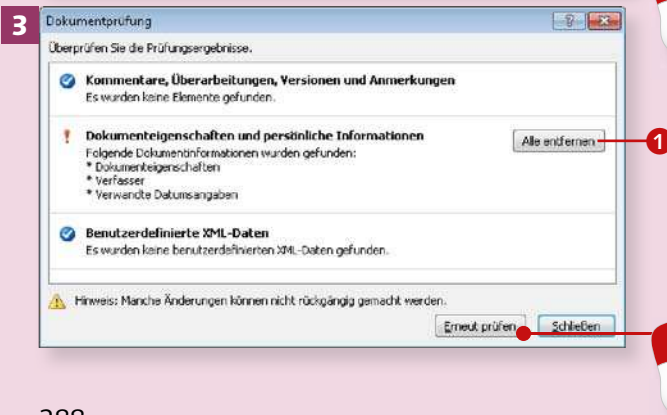 3
Dokumentprüfung
Überprüfen Sie die Prüfungsergebnisse.
Kommentare, Überarbeitungen, Versionen und Anmerkungen
Es wurden keine Elemente gefunden.
Dokumenteigenschaften und persönliche Informationen
Alle entfernen
1
Folgende Dokumentinformationen wurden gefunden:
* Dokumenteigenschaften
* Verfasser
* Verwandte Datumsangaben
Benutzerdefinierte XML-Daten
Es wurden keine benutzerdefinierten XML-Daten gefunden.
Hinweis: Manche Änderungen können nicht rückgängig gemacht werden.
Erneut prüfen
Schließen